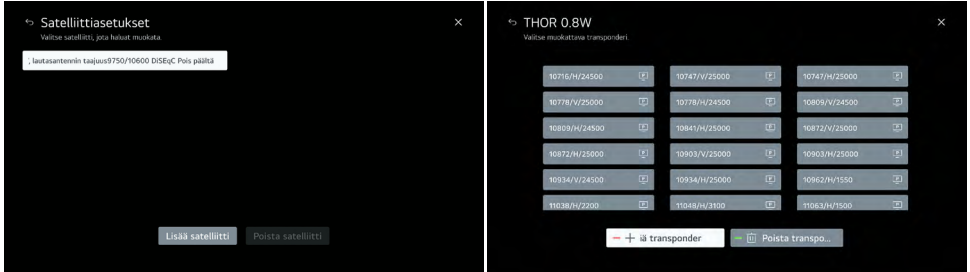 Satelliittiasetukset
Valitse satelliitti, jota haluat muokata.
, lautasantennin taajuus9750/10600 DiSEqC Pois päältä
Lisää satelliitti
Poista satelliitti
THOR 0.8W
Valitse muokattava transponderi.
10716/H/24500
10747/V/25000
10747/H/25000
10778/V/25000
10778/H/24500
10809/V/24500
10809/H/24500
10841/H/25000
10872/V/25000
10872/H/25000
10903/V/25000
10903/H/25000
10934/V/24500
10934/H/25000
10962/H/1550
11038/H/2200
11048/H/3100
11063/H/1500
iä transponder
Poista transpo...